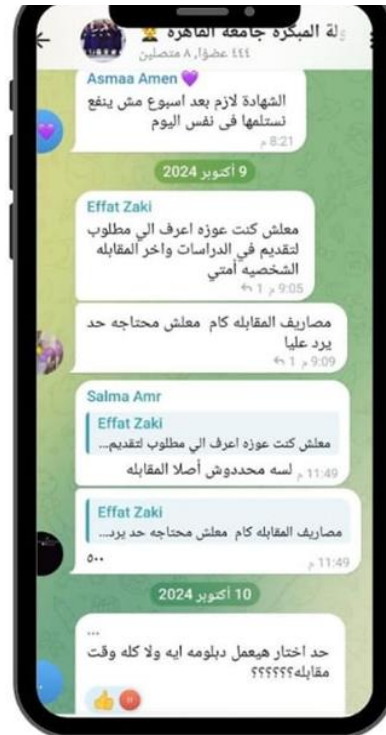 لة المبكرة جامعة القاهرة
٤٤٤ عضوًا, ٨ متصلين
Asmaa Amen
الشهادة لازم بعد اسبوع مش ينفع
نستلمها فى نفس اليوم
8:21 م
9 أكتوبر 2024
Effat Zaki
معلش كنت عوزه اعرف الي مطلوب
لتقديم في الدراسات واخر المقابله
الشخصيه أمتي
1 9:05 م
مصاريف المقابله كام معلش محتاجه حد
يرد عليا
1 9:09 م
Salma Amr
Effat Zaki
معلش كنت عوزه اعرف الي مطلوب لتقديم...
لسه محددوش أصلا المقابله
11:49 م
Effat Zaki
مصاريف المقابله كام معلش محتاجه حد يرد...
٥٠٠
11:49 م
10 أكتوبر 2024
...
حد اختار هيعمل دبلومه ايه ولا كله وقت
مقابله؟؟؟؟؟؟